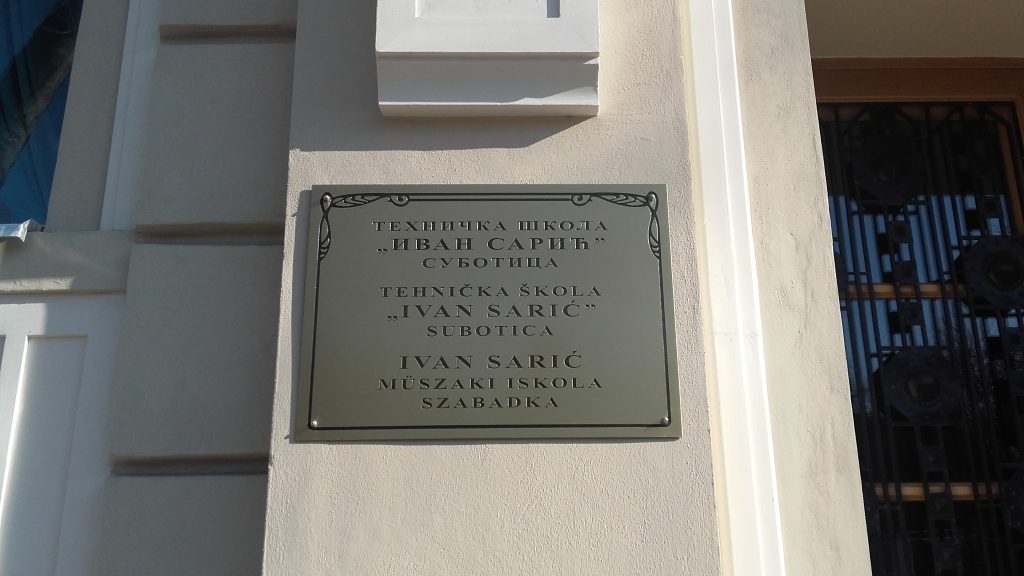 ТЕХНИЧКА ШКОЛА
„ИВАН САРИЋ”
СУБОТИЦА
TEHNIČKA ŠKOLA
„IVAN SARIĆ”
SUBOTICA
IVAN SARIĆ
MŰSZAKI ISKOLA
SZABADKA